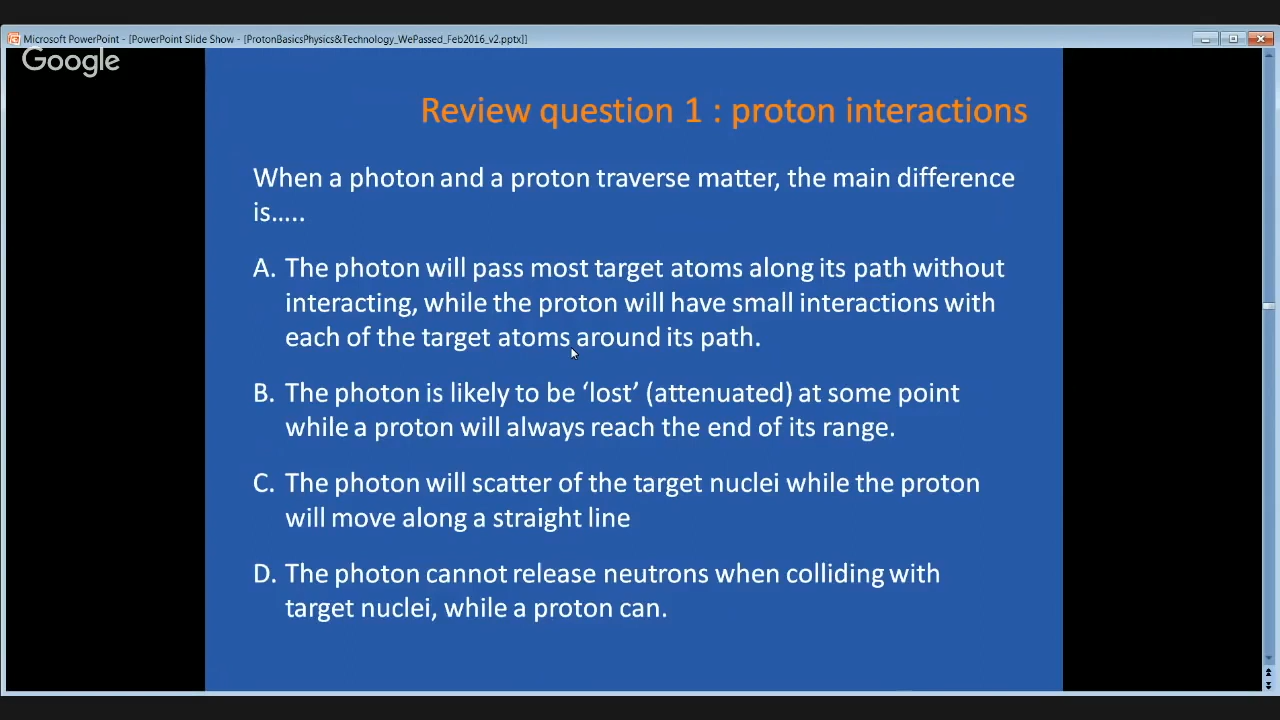 Microsoft PowerPoint - [PowerPoint Slide Show - [ProtonBasicsPhysics&Technology_WePassed_Feb2016_v2.pptx]]
Google
Review question 1 : proton interactions
When a photon and a proton traverse matter, the main difference
is…..
A. The photon will pass most target atoms along its path without
interacting, while the proton will have small interactions with
each of the target atoms around its path.
B. The photon is likely to be ‘lost’ (attenuated) at some point
while a proton will always reach the end of its range.
C. The photon will scatter of the target nuclei while the proton
will move along a straight line
D. The photon cannot release neutrons when colliding with
target nuclei, while a proton can.